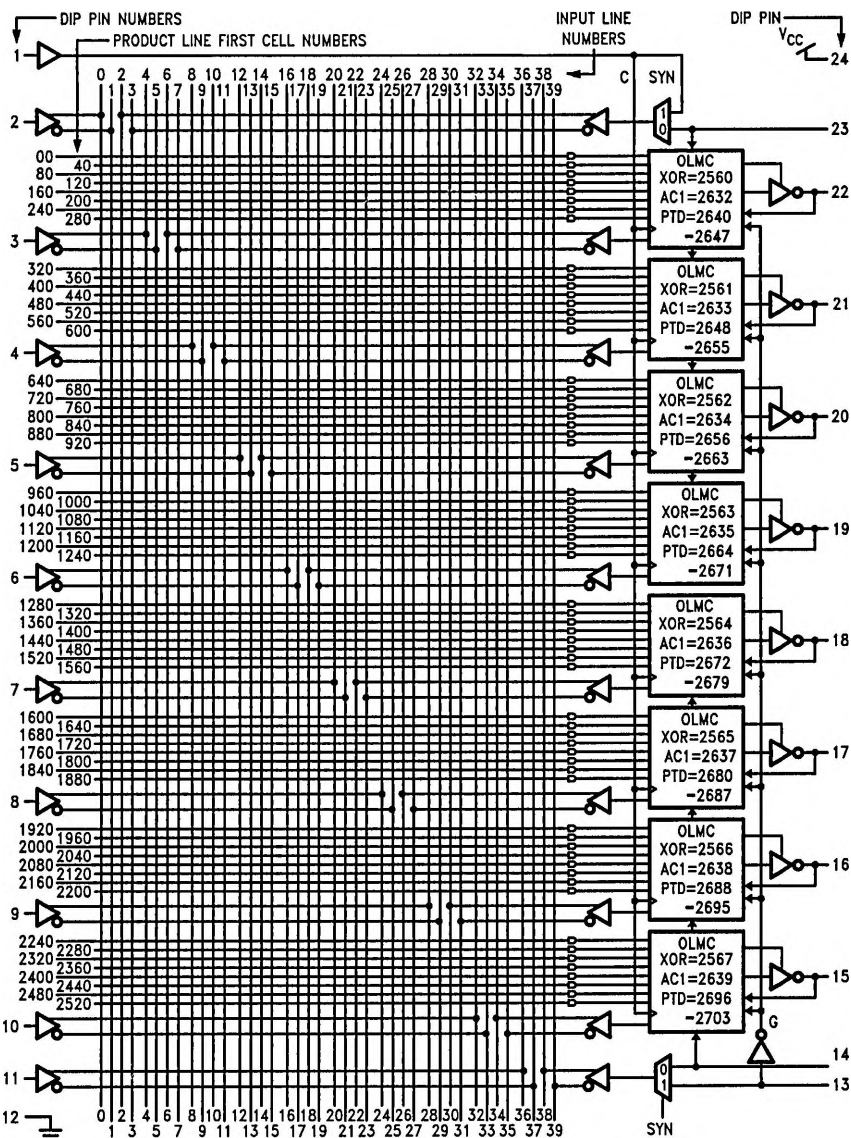 DIP PIN NUMBERS
INPUT LINE NUMBERS
DIP PIN
PRODUCT LINE FIRST CELL NUMBERS
VCC
24
1
0 2 4 6 8 10 12 14 16 18 20 22 24 26 28 30 32 34 36 38
1 3 5 7 9 11 13 15 17 19 21 23 25 27 29 31 33 35 37 39
C
SYN
1
0
2
23
00
40
80
120
160
200
240
280
OLMC
XOR=2560
AC1=2632
PTD=2640
-2647
22
3
320
360
400
440
480
520
560
600
OLMC
XOR=2561
AC1=2633
PTD=2648
-2655
21
4
640
680
720
760
800
840
880
920
OLMC
XOR=2562
AC1=2634
PTD=2656
-2663
20
5
960
1000
1040
1080
1120
1160
1200
1240
OLMC
XOR=2563
AC1=2635
PTD=2664
-2671
19
6
1280
1320
1360
1400
1440
1480
1520
1560
OLMC
XOR=2564
AC1=2636
PTD=2672
-2679
18
7
1600
1640
1680
1720
1760
1800
1840
1880
OLMC
XOR=2565
AC1=2637
PTD=2680
-2687
17
8
1920
1960
2000
2040
2080
2120
2160
2200
OLMC
XOR=2566
AC1=2638
PTD=2688
-2695
16
9
2240
2280
2320
2360
2400
2440
2480
2520
OLMC
XOR=2567
AC1=2639
PTD=2696
-2703
15
10
G
14
11
0
1
13
12
0 2 4 6 8 10 12 14 16 18 20 22 24 26 28 30 32 34 36 38
1 3 5 7 9 11 13 15 17 19 21 23 25 27 29 31 33 35 37 39
SYN